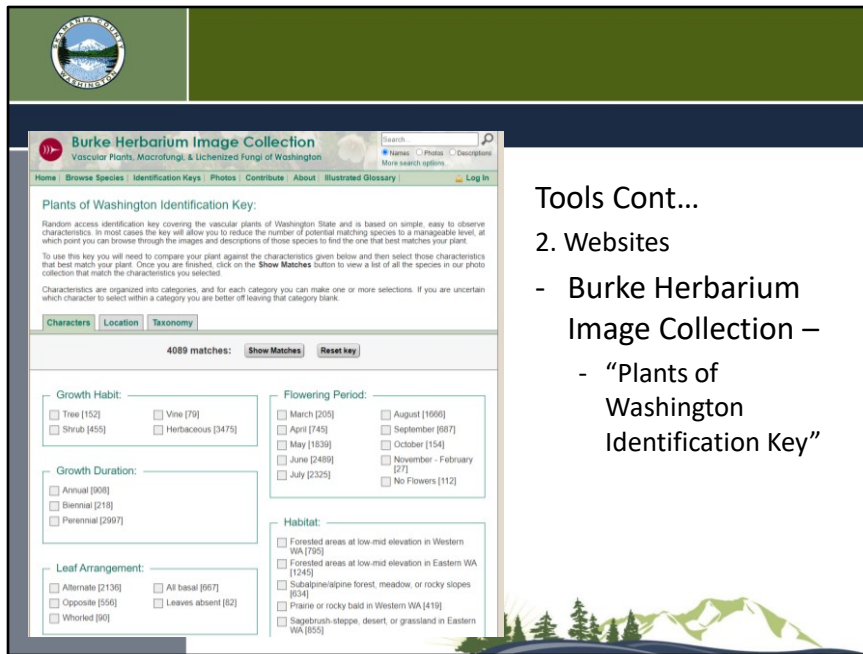 SKAMANIA COUNTY
WASHINGTON
Burke Herbarium Image Collection
Vascular Plants, Macrofungi, & Lichenized Fungi of Washington
Search...
Names Photos Descriptions
More search options...
Home | Browse Species | Identification Keys | Photos | Contribute | About | Illustrated Glossary | Log In
Plants of Washington Identification Key:
Random access identification key covering the vascular plants of Washington State and is based on simple, easy to observe
characteristics. In most cases the key will allow you to reduce the number of potential matching species to a manageable level, at
which point you can browse through the images and descriptions of those species to find the one that best matches your plant.
To use this key you will need to compare your plant against the characteristics given below and then select those characteristics
that best match your plant. Once you are finished, click on the Show Matches button to view a list of all the species in our photo
collection that match the characteristics you selected.
Characteristics are organized into categories, and for each category you can make one or more selections. If you are uncertain
which character to select within a category you are better off leaving that category blank.
Characters Location Taxonomy
4089 matches: Show Matches Reset key
Growth Habit:
Tree [152] Vine [79]
Shrub [455] Herbaceous [3475]
Growth Duration:
Annual [908]
Biennial [218]
Perennial [2997]
Leaf Arrangement:
Alternate [2136] All basal [667]
Opposite [556] Leaves absent [82]
Whorled [90]
Flowering Period:
March [205] August [1666]
April [745] September [687]
May [1839] October [154]
June [2489] November - February
[27]
July [2325] No Flowers [112]
Habitat:
Forested areas at low-mid elevation in Western
WA [795]
Forested areas at low-mid elevation in Eastern WA
[1245]
Subalpine/alpine forest, meadow, or rocky slopes
[634]
Prairie or rocky bald in Western WA [419]
Sagebrush-steppe, desert, or grassland in Eastern
WA [855]
Tools Cont…
2. Websites
- Burke Herbarium
Image Collection –
- “Plants of
Washington
Identification Key”